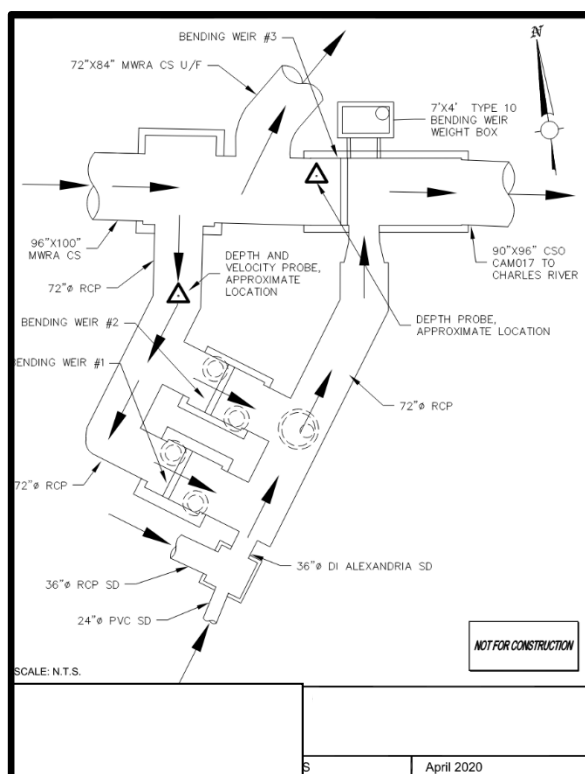 BENDING WEIR #3
72"X84" MWRA CS U/F
N
7'X4' TYPE 10
BENDING WEIR
WEIGHT BOX
96"X100"
MWRA CS
90"X96" CSO
CAM017 TO
CHARLES RIVER
72"ø RCP
DEPTH AND
VELOCITY PROBE,
APPROXIMATE
LOCATION
DEPTH PROBE,
APPROXIMATE LOCATION
BENDING WEIR #2
BENDING WEIR #1
72"ø RCP
72"ø RCP
36"ø DI ALEXANDRIA SD
36"ø RCP SD
24"ø PVC SD
NOT FOR CONSTRUCTION
SCALE: N.T.S.
S
April 2020